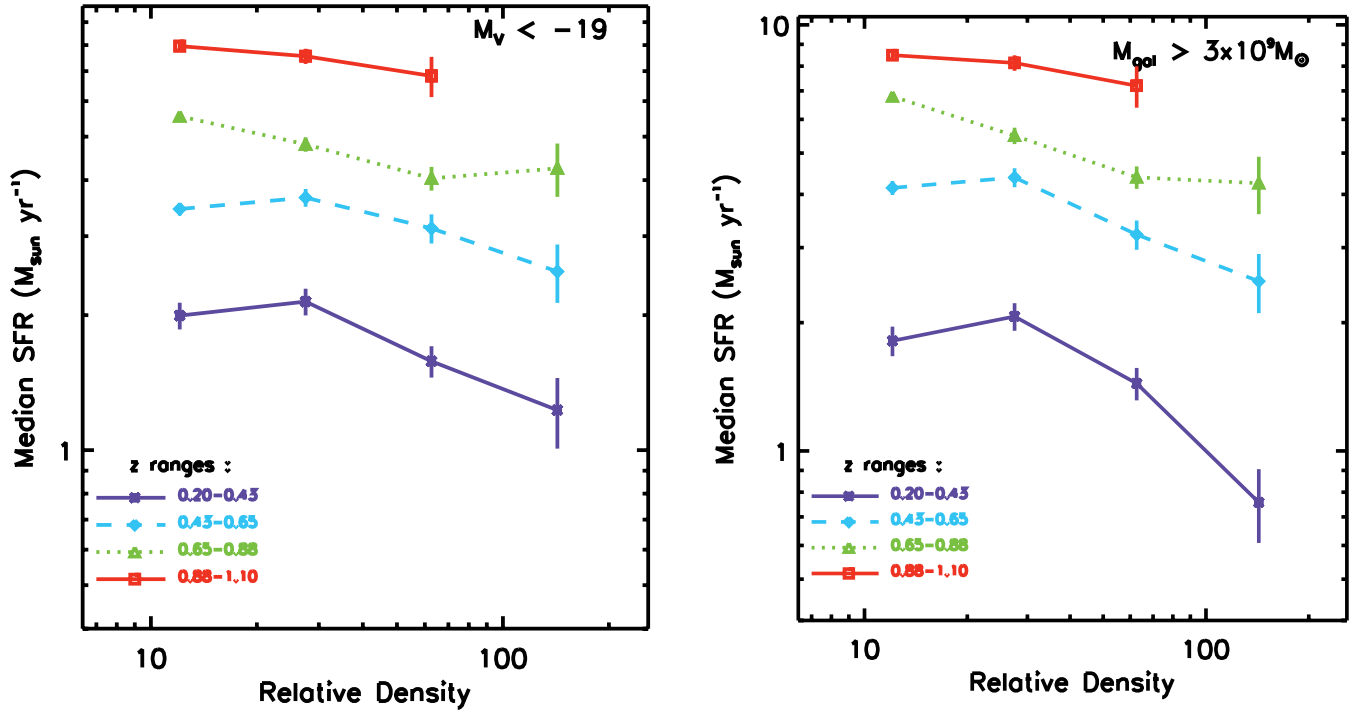 M_V < −19
Median SFR (M_sun yr⁻¹)
1
z ranges :
0.20−0.43
0.43−0.65
0.65−0.88
0.88−1.10
10
100
Relative Density
M_gal > 3x10⁹M_⊙
Median SFR (M_sun yr⁻¹)
10
1
z ranges :
0.20−0.43
0.43−0.65
0.65−0.88
0.88−1.10
10
100
Relative Density